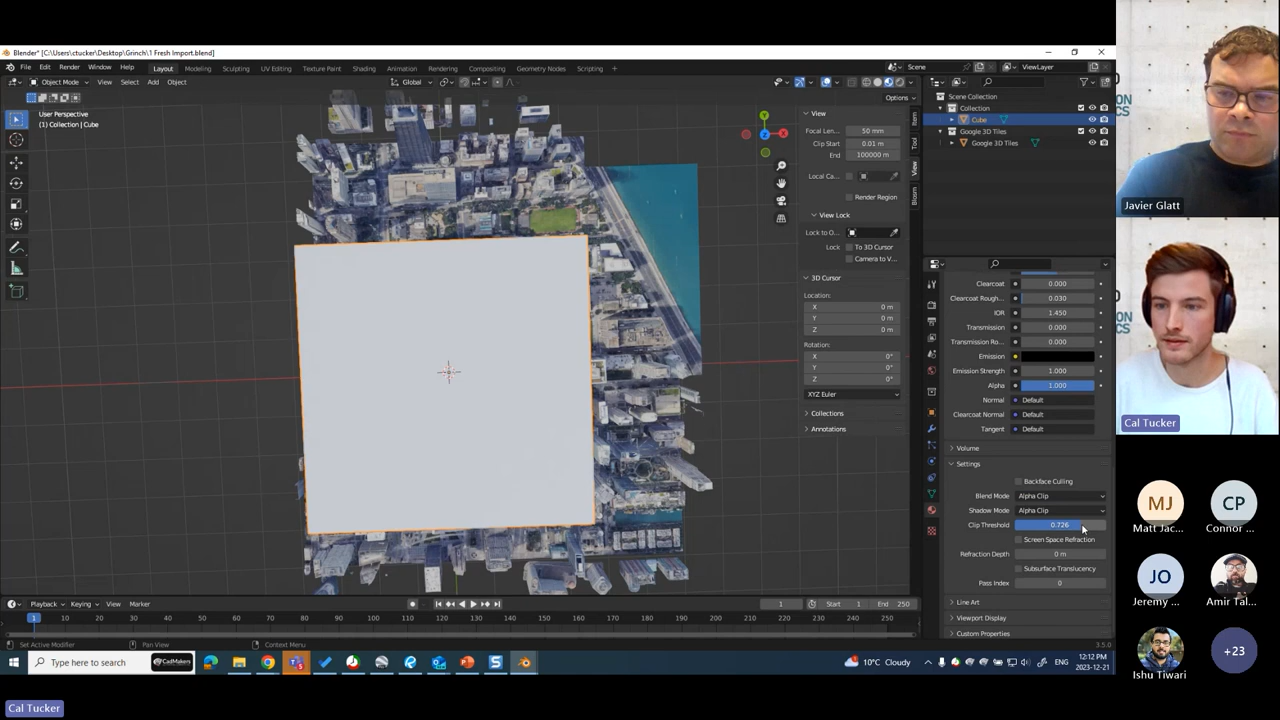 Blender* [C:\Users\ctucker\Desktop\Grinch\1 Fresh Import.blend]
File Edit Render Window Help Layout Modeling Sculpting UV Editing Texture Paint Shading Animation Rendering Compositing Geometry Nodes Scripting + Scene ViewLayer
Object Mode View Select Add Object Global
Options
User Perspective
(1) Collection | Cube
View
Focal Len... 50 mm
Clip Start 0.01 m
End 100000 m
Local Ca...
Render Region
View Lock
Lock to O...
Lock To 3D Cursor
Camera to V...
3D Cursor
Location:
X 0 m
Y 0 m
Z 0 m
Rotation:
X 0°
Y 0°
Z 0°
XYZ Euler
Collections
Annotations
Item
Tool
View
Blosm
Scene Collection
Collection
Cube
Google 3D Tiles
Google 3D Tiles
Clearcoat 0.000
Clearcoat Rough... 0.030
IOR 1.450
Transmission 0.000
Transmission Ro... 0.000
Emission
Emission Strength 1.000
Alpha 1.000
Normal Default
Clearcoat Normal Default
Tangent Default
Volume
Settings
Backface Culling
Blend Mode Alpha Clip
Shadow Mode Alpha Clip
Clip Threshold 0.726
Screen Space Refraction
Refraction Depth 0 m
Subsurface Translucency
Pass Index 0
Line Art
Viewport Display
Custom Properties
Playback Keying View Marker 1 Start 1 End 250
1 10 20 30 40 50 60 70 80 90 100 110 120 130 140 150 160 170 180 190 200 210 220 230 240 250
Set Active Modifier Pan View Context Menu 3.5.0
Type here to search CadMakers 10°C Cloudy ENG 12:12 PM
2023-12-21
Javier Glatt
Cal Tucker
MJ
Matt Jac...
CP
Connor ...
JO
Jeremy ...
Amir Tal...
Ishu Tiwari
+23
Cal Tucker